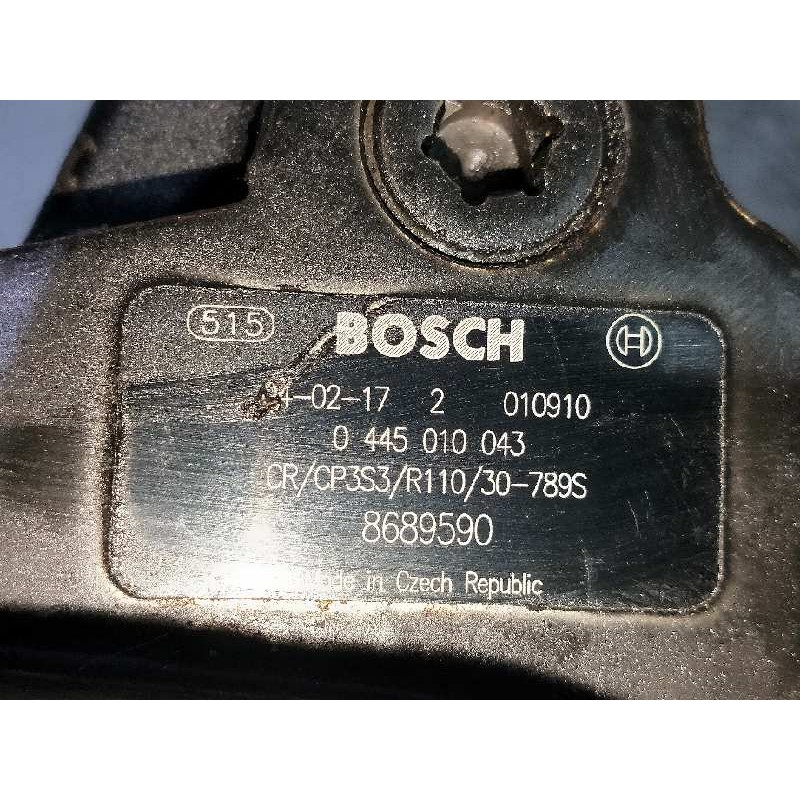 515 BOSCH
-02-17 2 010910
0 445 010 043
CR/CP3S3/R110/30-789S
8689590
in Czech Republic